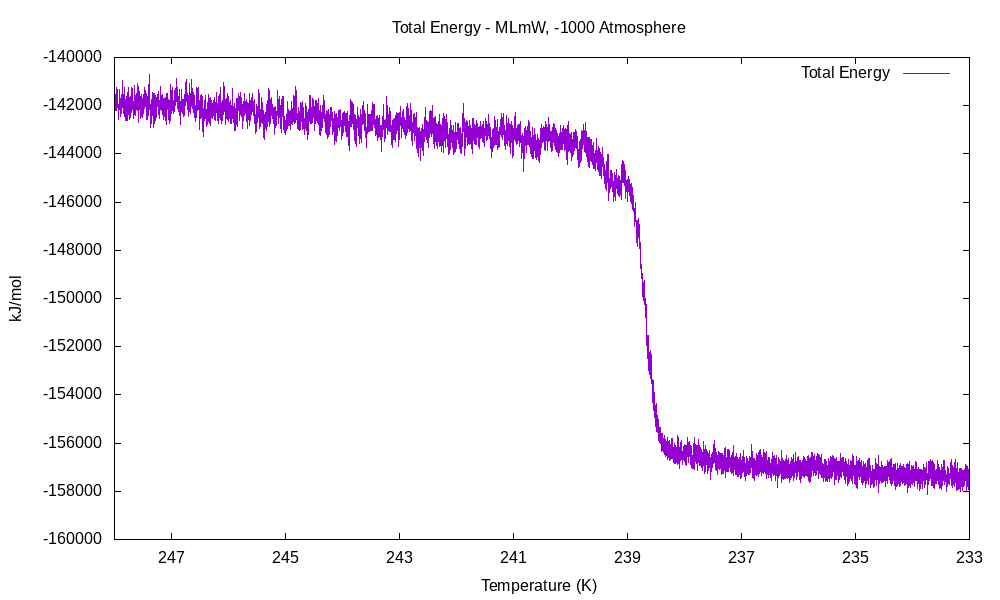 Total Energy - MLmW, -1000 Atmosphere
Total Energy
-140000
-142000
-144000
-146000
-148000
-150000
-152000
-154000
-156000
-158000
-160000
kJ/mol
247 245 243 241 239 237 235 233
Temperature (K)